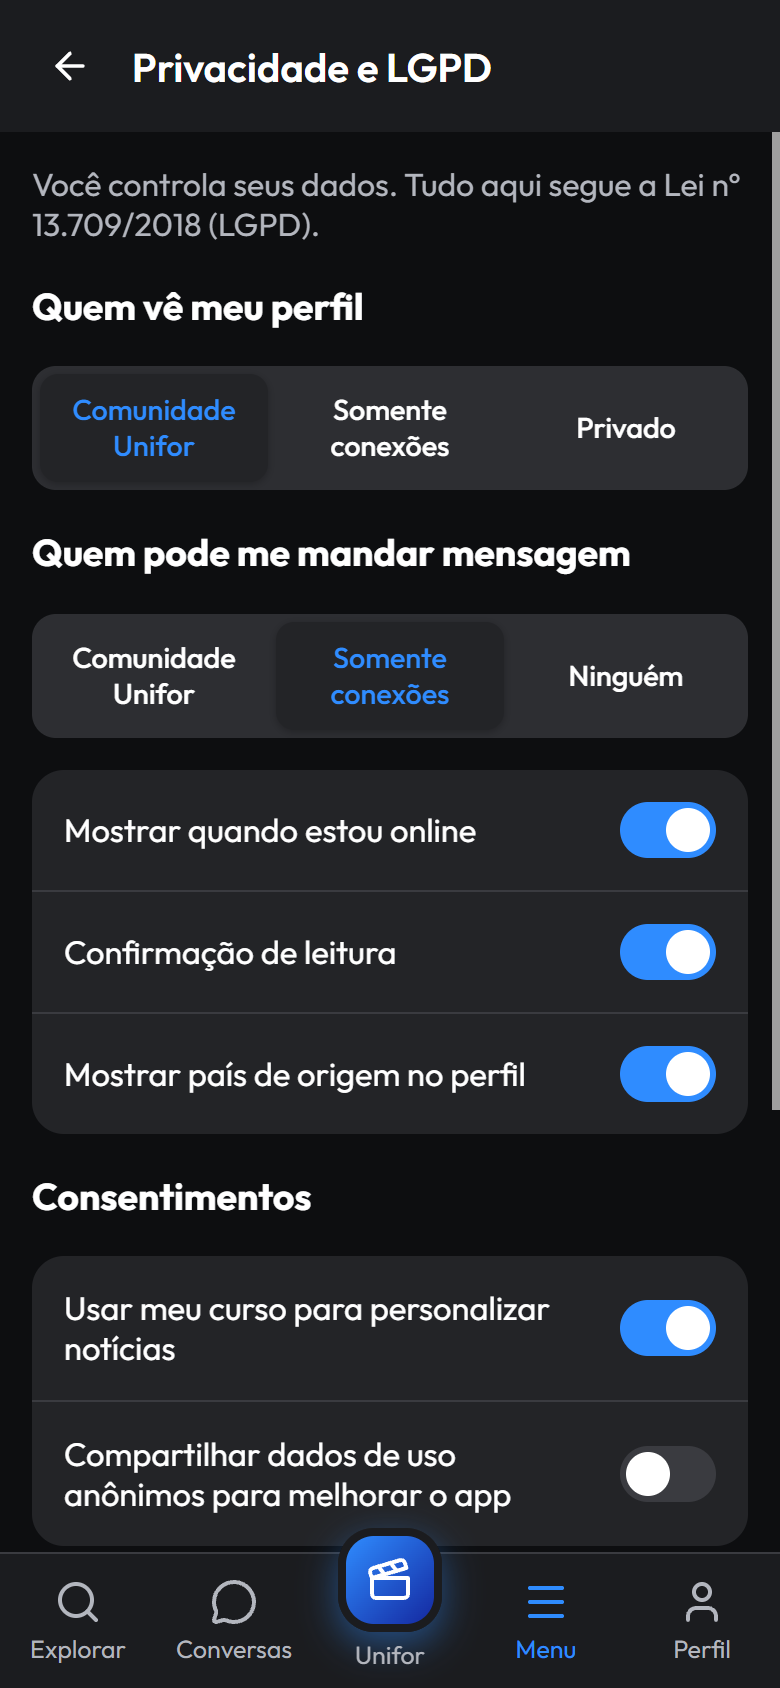 Privacidade e LGPD
Você controla seus dados. Tudo aqui segue a Lei nº
13.709/2018 (LGPD).
Quem vê meu perfil
Comunidade
Unifor
Somente
conexões
Privado
Quem pode me mandar mensagem
Comunidade
Unifor
Somente
conexões
Ninguém
Mostrar quando estou online
Confirmação de leitura
Mostrar país de origem no perfil
Consentimentos
Usar meu curso para personalizar
notícias
Compartilhar dados de uso
anônimos para melhorar o app
Explorar
Conversas
Unifor
Menu
Perfil